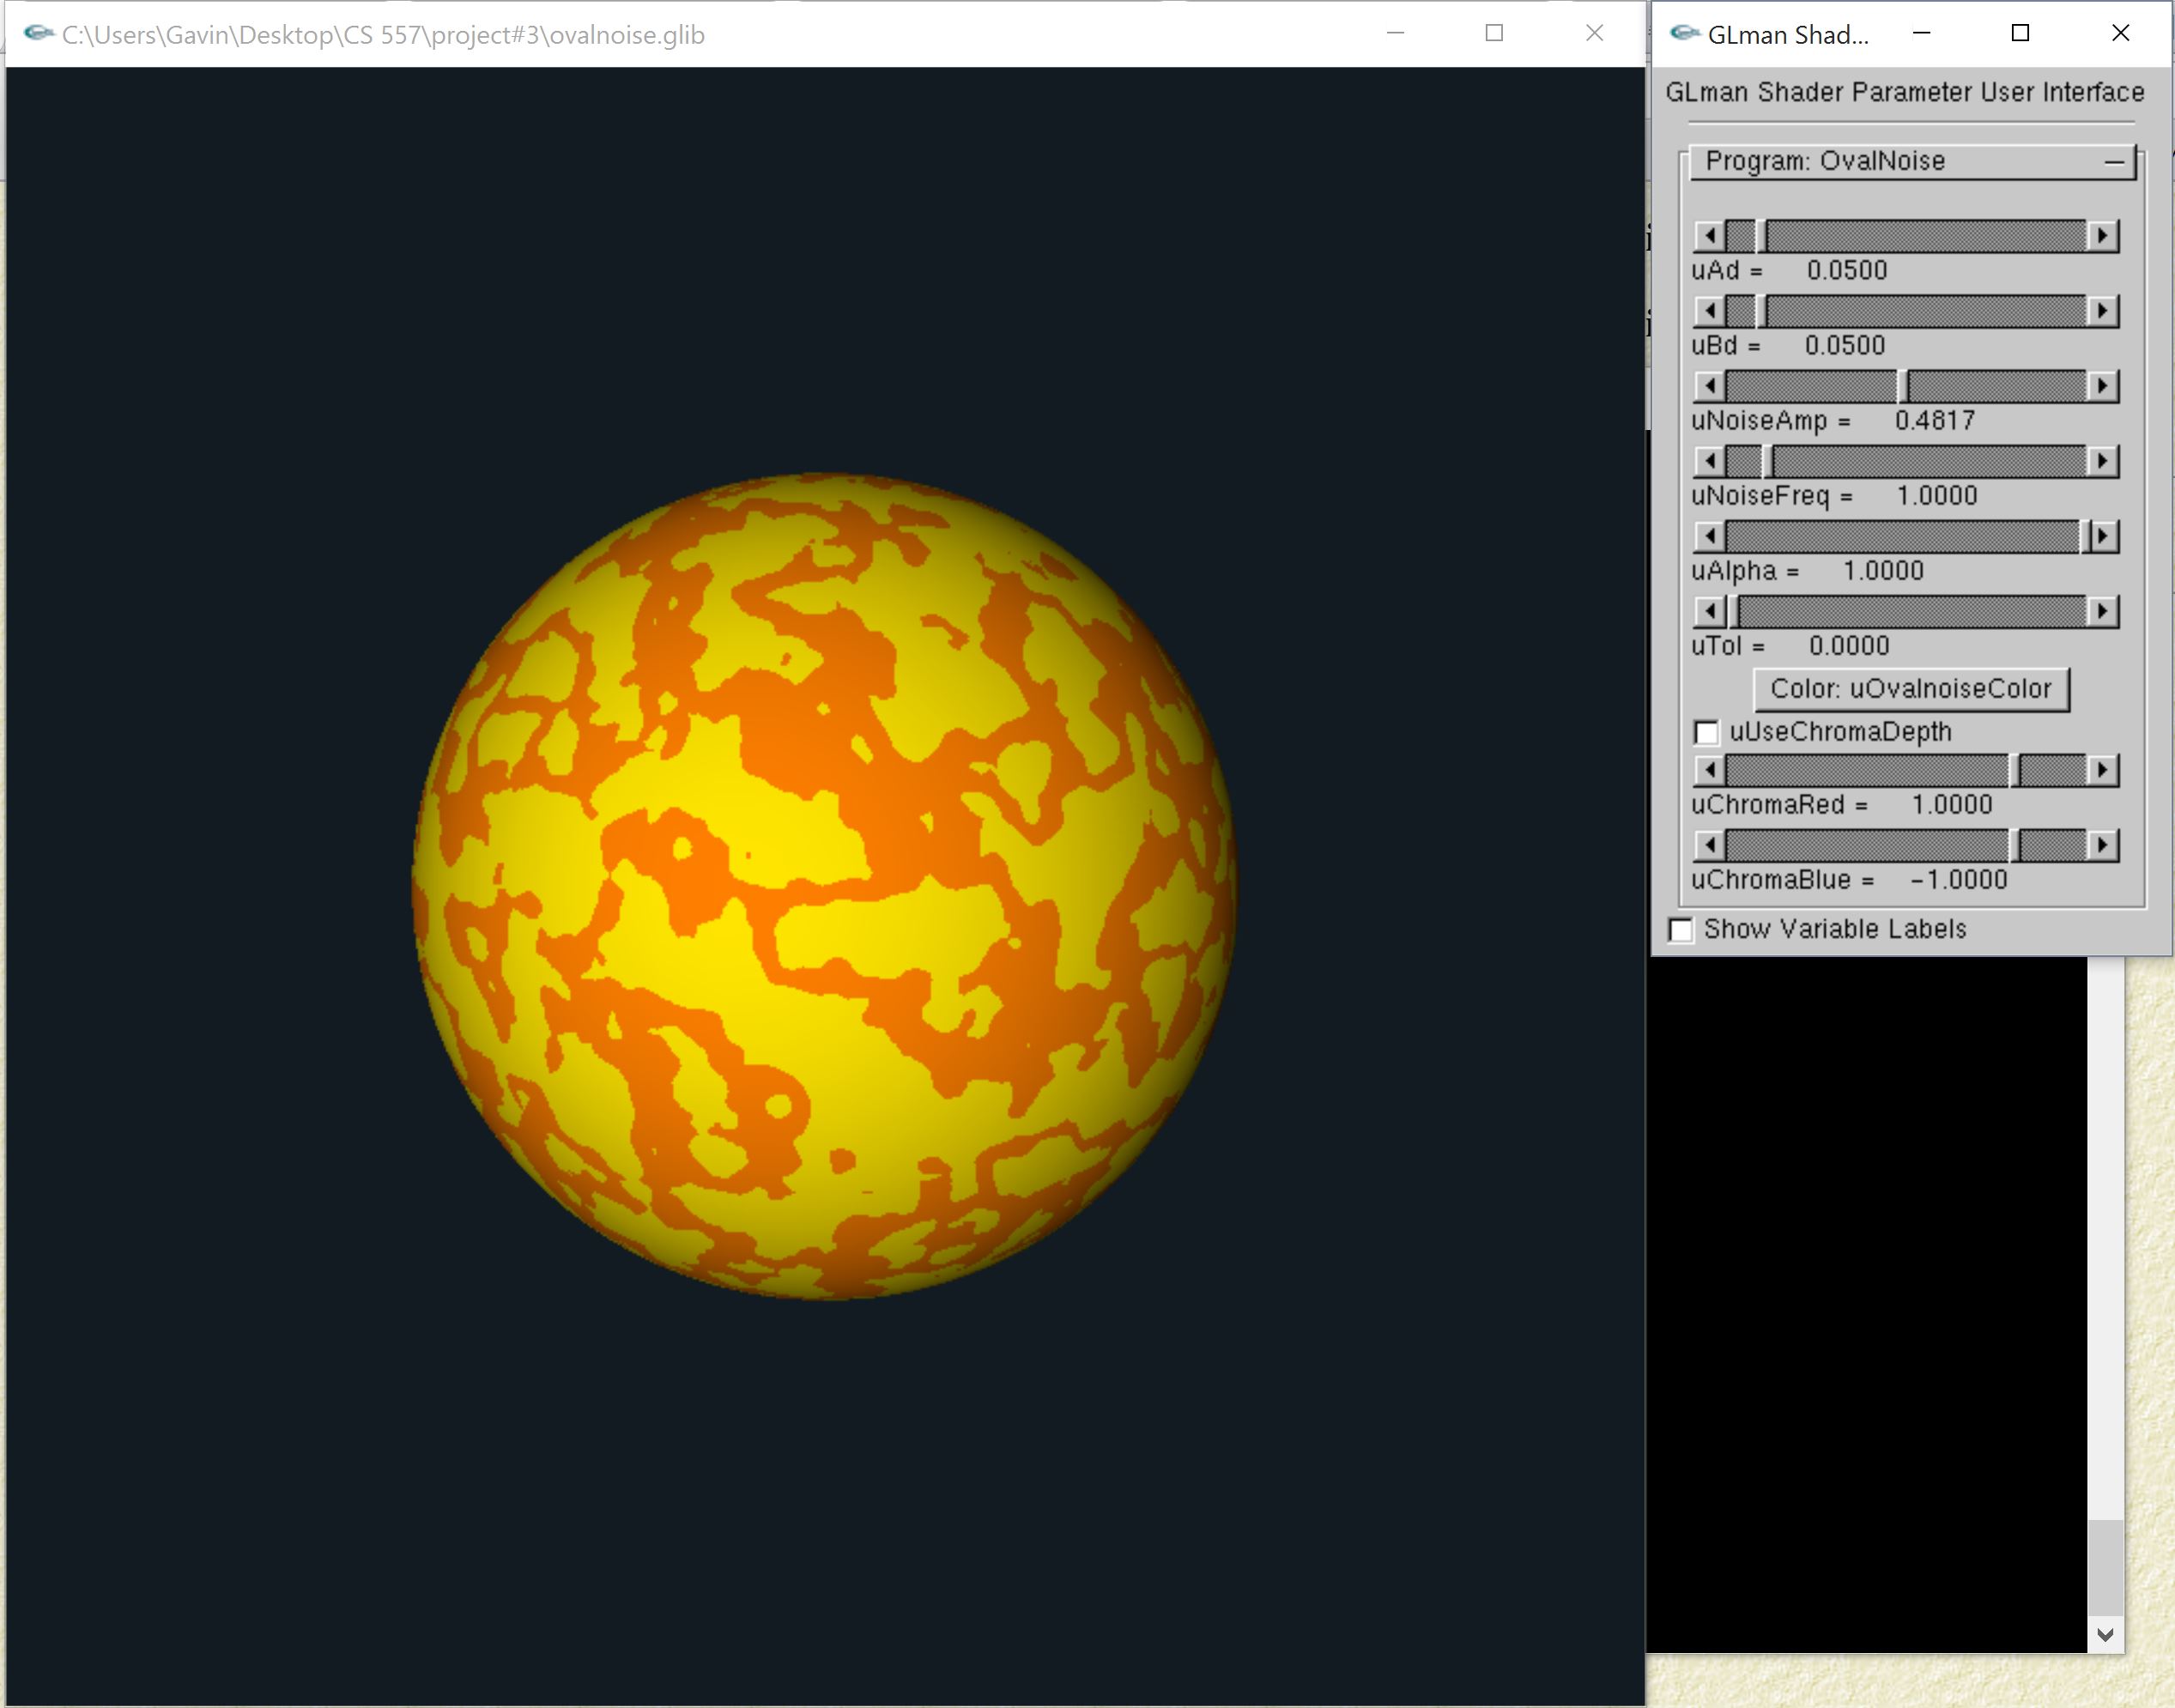 C:\Users\Gavin\Desktop\CS 557\project#3\ovalnoise.glib
GLman Shad...
GLman Shader Parameter User Interface
Program: OvalNoise
uAd = 0.0500
uBd = 0.0500
uNoiseAmp = 0.4817
uNoiseFreq = 1.0000
uAlpha = 1.0000
uTol = 0.0000
Color: uOvalnoiseColor
uUseChromaDepth
uChromaRed = 1.0000
uChromaBlue = -1.0000
Show Variable Labels